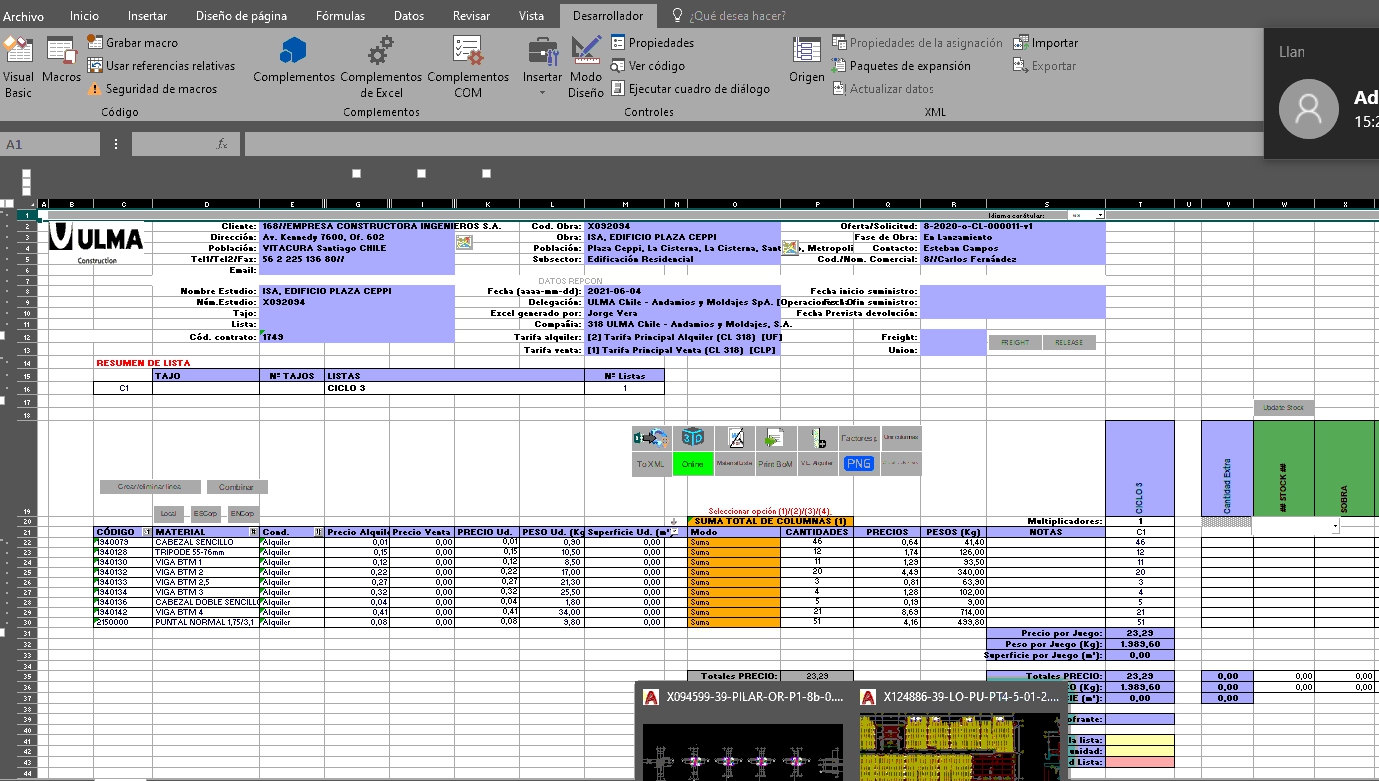 Archivo Inicio Insertar Diseño de página Fórmulas Datos Revisar Vista Desarrollador ¿Qué desea hacer?
Visual Basic
Macros
Grabar macro
Usar referencias relativas
Seguridad de macros
Código
Complementos
Complementos de Excel
Complementos COM
Complementos
Insertar
Modo Diseño
Propiedades
Ver código
Ejecutar cuadro de diálogo
Controles
Origen
Propiedades de la asignación
Paquetes de expansión
Actualizar datos
Importar
Exportar
XML
Llan
Ad
15:2
A1 fx
A B C D E G I K L M O P Q R S T U V W X
Idioma carátulas:
ULMA
Construction
Cliente: 168//EMPRESA CONSTRUCTORA INGENIEROS S.A. Cod. Obra: X092094 Oferta/Solicitud: 8-2020-o-CL-000011-v1
Dirección: Av. Kennedy 7600, Of. 602 Obra: ISA, EDIFICIO PLAZA CEPPI Fase de Obra: En Lanzamiento
Población: VITACURA Santiago CHILE Población: Plaza Ceppi, La Cisterna, La Cisterna, Sant o, Metropoli Contacto: Esteban Campos
Tel1/Tel2/Fax: 56 2 225 136 80// Subsector: Edificación Residencial Cod./Nom. Comercial: 8//Carlos Fernández
Email:
DATOS REPCON
Nombre Estudio: ISA, EDIFICIO PLAZA CEPPI Fecha (aaaa-mm-dd): 2021-06-04 Fecha inicio suministro:
Núm.Estudio: X092094 Delegación: ULMA Chile - Andamios y Moldajes SpA. [Operacion fin suministro:
Tajo: Excel generado por: Jorge Vera Fecha Prevista devolución:
Lista: Compañia: 318 ULMA Chile - Andamios y Moldajes, S.A.
Cód. contrato: 1749 Tarifa alquiler: [2] Tarifa Principal Alquiler (CL 318) [UF] Freight: FREIGHT RELEASE
Tarifa venta: [1] Tarifa Principal Venta (CL 318) [CLP] Union:
RESUMEN DE LISTA
TAJO Nº TAJOS LISTAS Nº Listas
C1 CICLO 3 1
Update Stock
3D Factores Unir columnas
To XML Online Material Liste Print BoM V.L. Alquiler PNG
Crear/eliminar línea Combinar
Local ESCorp ENCorp
CICLO 3
Cantidad Extra
## STOCK ##
SOBRA
Seleccionar opción (1)/(2)/(3)/(4)
SUMA TOTAL DE COLUMNAS (1) Multiplicadores: 1
CÓDIGO MATERIAL Cond. Precio Alquile Precio Venta PRECIO Ud. PESO Ud. (Kg Superficie Ud. (m² Modo CANTIDADES PRECIOS PESOS (Kg) NOTAS C1
1940079 CABEZAL SENCILLO Alquiler 0,01 0,00 0,01 0,90 0,00 Suma 46 0,64 41,40 46
1940128 TRIPODE 55-76mm Alquiler 0,15 0,00 0,15 10,50 0,00 Suma 12 1,74 126,00 12
1940130 VIGA BTM 1 Alquiler 0,12 0,00 0,12 8,50 0,00 Suma 11 1,29 93,50 11
1940132 VIGA BTM 2 Alquiler 0,22 0,00 0,22 17,00 0,00 Suma 20 4,49 340,00 20
1940133 VIGA BTM 2,5 Alquiler 0,27 0,00 0,27 21,30 0,00 Suma 3 0,81 63,90 3
1940134 VIGA BTM 3 Alquiler 0,32 0,00 0,32 25,50 0,00 Suma 4 1,28 102,00 4
1940136 CABEZAL DOBLE SENCILLO Alquiler 0,04 0,00 0,04 1,80 0,00 Suma 5 0,19 9,00 5
1940142 VIGA BTM 4 Alquiler 0,41 0,00 0,41 34,00 0,00 Suma 21 8,69 714,00 21
2150000 PUNTAL NORMAL 1,75/3,1 Alquiler 0,08 0,00 0,08 9,80 0,00 Suma 51 4,16 499,80 51
Precio por Juego: 23,29
Peso por Juego (Kg): 1.989,60
Superficie por Juego (m²): 0,00
Totales PRECIO: 23,29 Totales PRECIO: 23,29 0,00 0,00 0,00
O (Kg): 1.989,60 0,00 0,00 0,00
IE (m²): 0,00 0,00
ofrante:
la lista:
unidad:
d Lista:
X094599-39-PILAR-OR-P1-8b-0.... X124886-39-LO-PU-PT4-5-01-2....